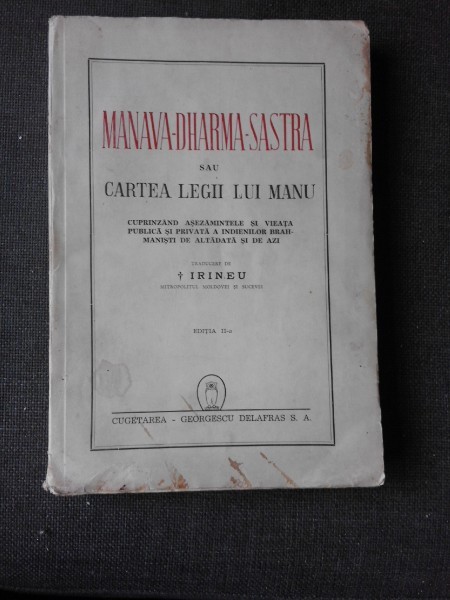 MANAVA-DHARMA-SASTRA
SAU
CARTEA LEGII LUI MANU
CUPRINZÂND AȘEZĂMINTELE ȘI VIEAȚA
PUBLICĂ ȘI PRIVATĂ A INDIENILOR BRAH-
MANIȘTI DE ALTĂDATĂ ȘI DE AZI
TRADUCERE DE
† IRINEU
METROPOLITUL MOLDOVEI ȘI SUCEVEI
EDIȚIA II-a
CUGETAREA - GEORGESCU DELAFRAS S. A.